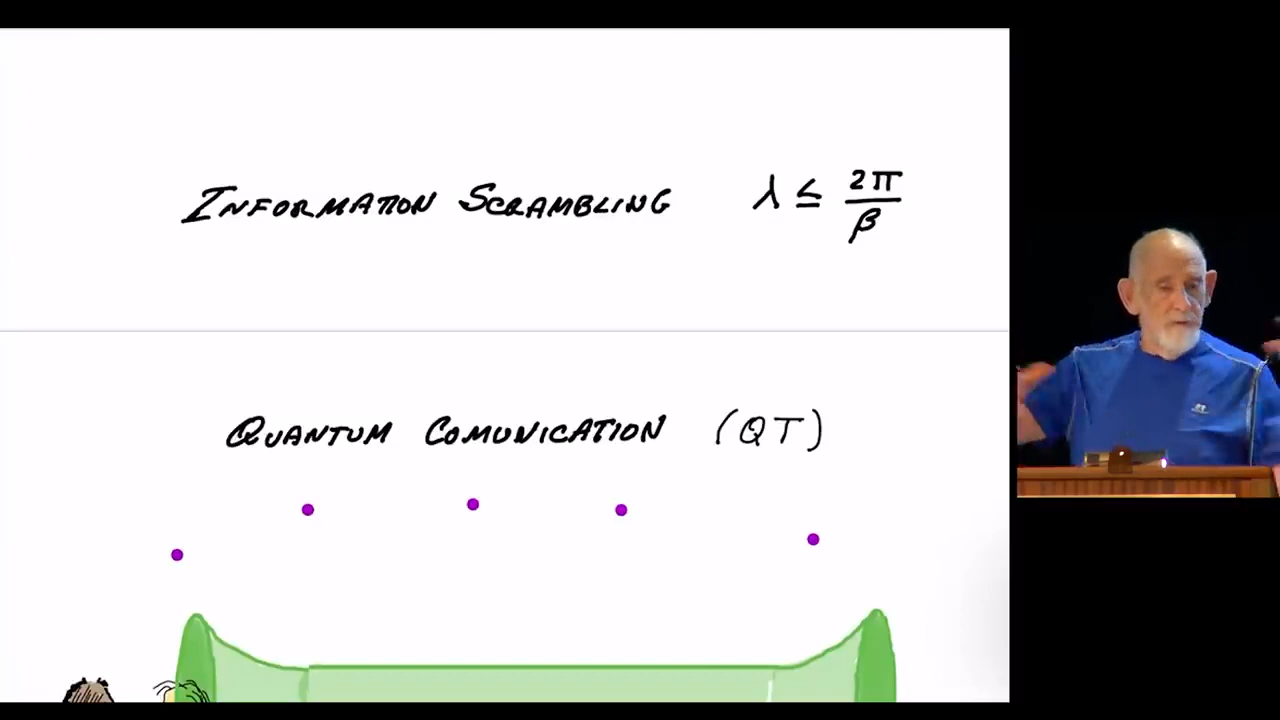 INFORMATION SCRAMBLING λ ≤ 2π/β
QUANTUM COMUNICATION (QT)